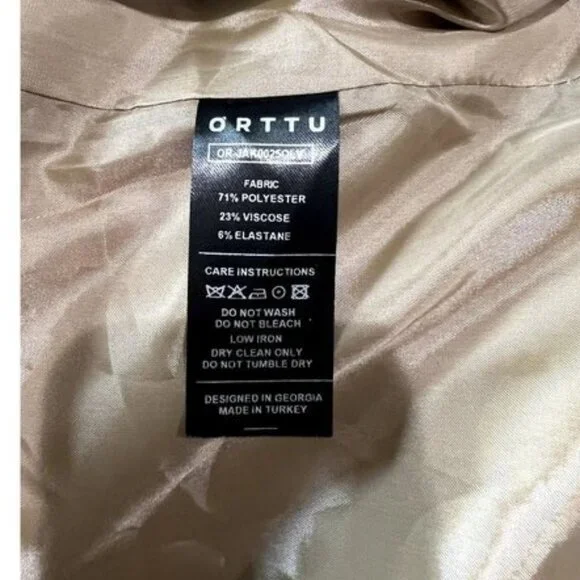 ORTTU
OR-JAK0025OLV
FABRIC
71% POLYESTER
23% VISCOSE
6% ELASTANE
CARE INSTRUCTIONS
DO NOT WASH
DO NOT BLEACH
LOW IRON
DRY CLEAN ONLY
DO NOT TUMBLE DRY
DESIGNED IN GEORGIA
MADE IN TURKEY